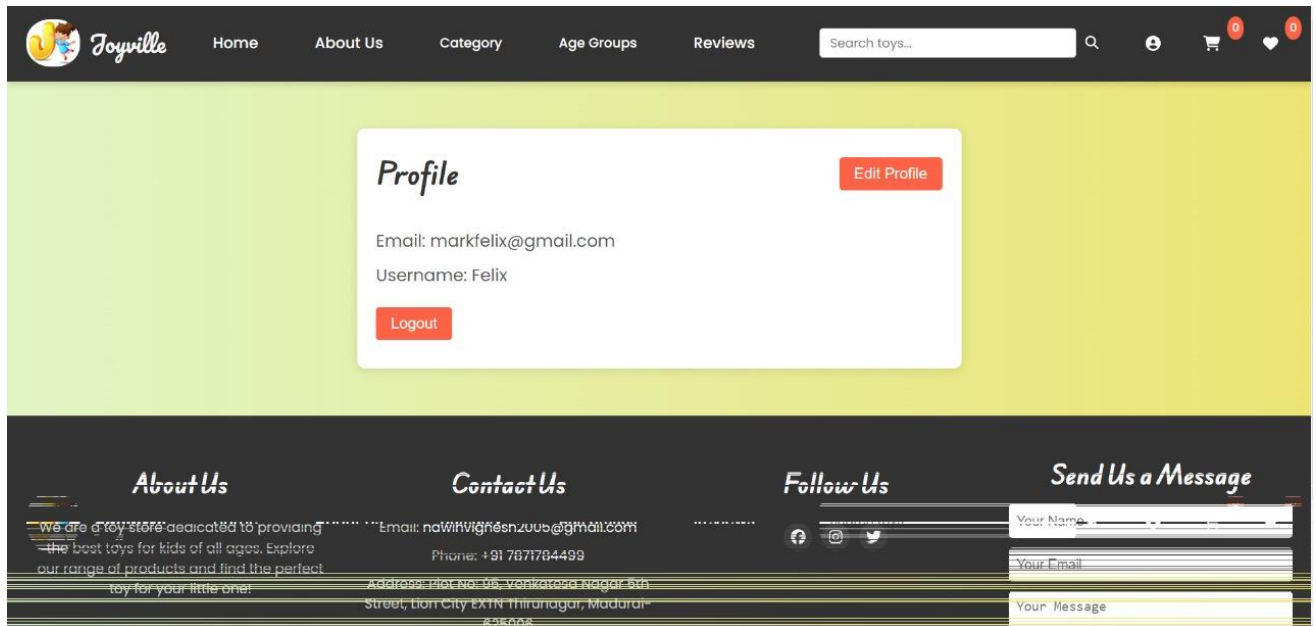 Joyville
Home
About Us
Category
Age Groups
Reviews
Search toys...
0
0
Profile
Edit Profile
Email: markfelix@gmail.com
Username: Felix
Logout
About Us
We are a toy store dedicated to providing
the best toys for kids of all ages. Explore
our range of products and find the perfect
toy for your little one!
Contact Us
Email:
Phone: +91 7871784499
Address: Plot No:
Nagar 5th
Street, Lion City EXTN Thirunagar, Madurai-
625006
Follow Us
Send Us a Message
Your Name
Your Email
Your Message